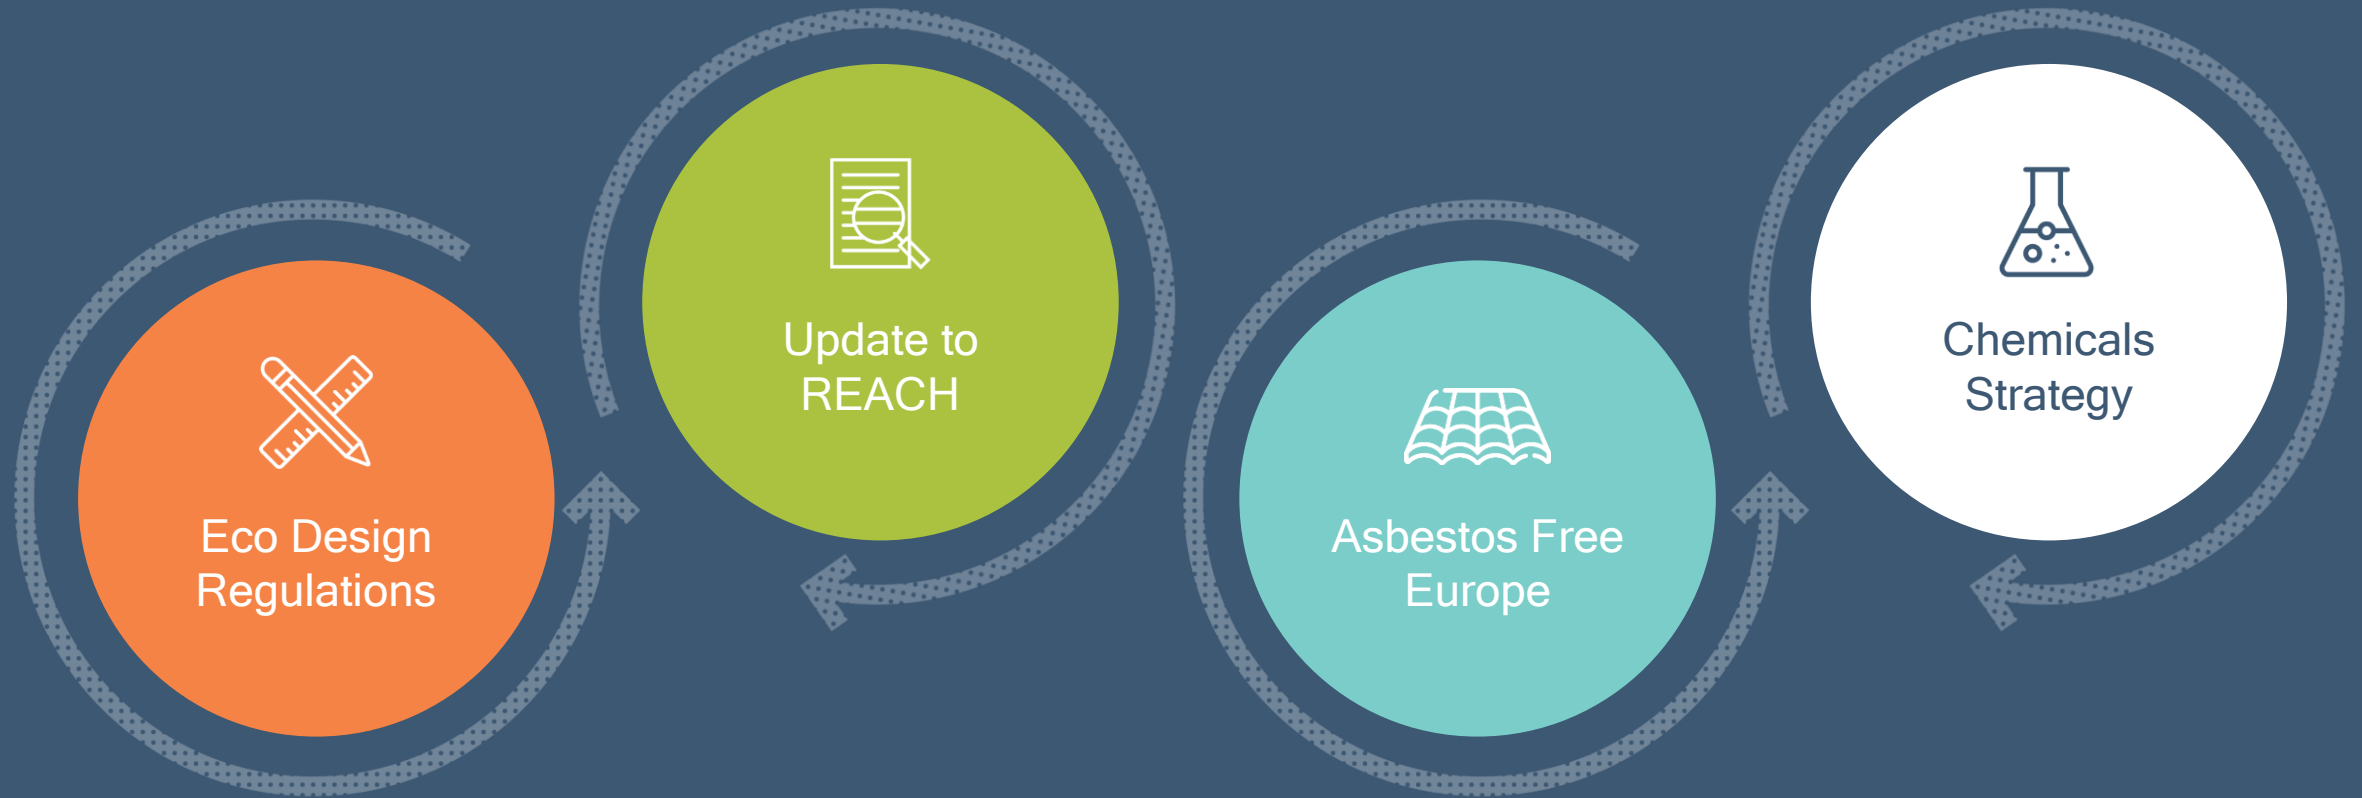 Eco Design
Regulations
Update to
REACH
Asbestos Free
Europe
Chemicals
Strategy